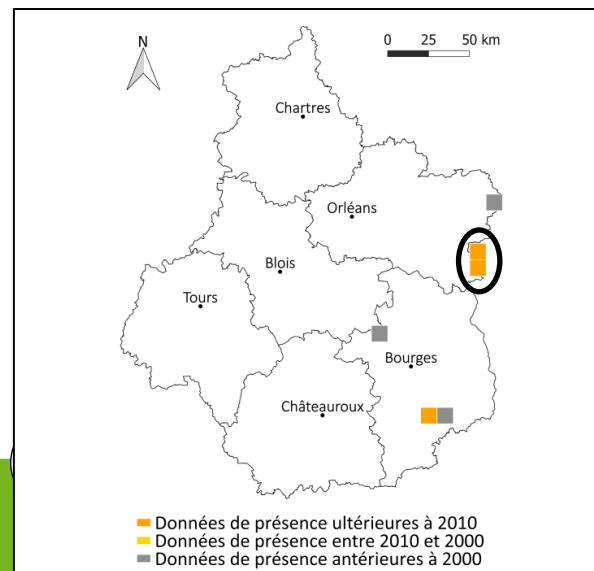 N
0 25 50 km
Chartres
Orléans
Blois
Tours
Bourges
Châteauroux
Données de présence ultérieures à 2010
Données de présence entre 2010 et 2000
Données de présence antérieures à 2000